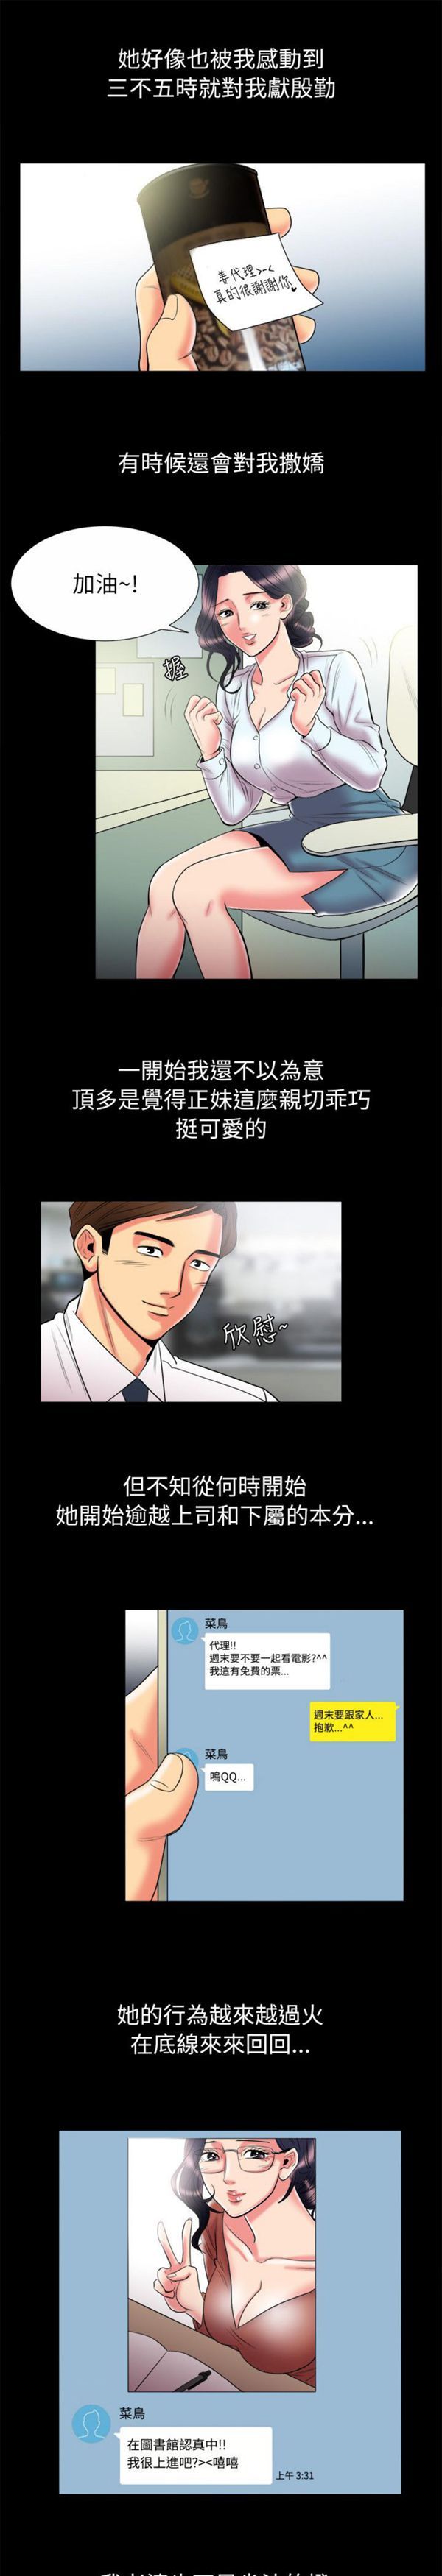 她好像也被我感動到
三不五時就對我獻殷勤
姜代理>-<
真的很謝謝你♥
有時候還會對我撒嬌
加油~!
握
一開始我還不以為意
頂多是覺得正妹這麼親切乖巧
挺可愛的
欣慰~
但不知從何時開始
她開始逾越上司和下屬的本分...
菜鳥
代理!!
週末要不要一起看電影?^^
我這有免費的票...
週末要跟家人...
抱歉...^^
菜鳥
嗚QQ...
她的行為越來越過火
在底線來來回回...
菜鳥
在圖書館認真中!!
我很上進吧?><嘻嘻
上午 3:31